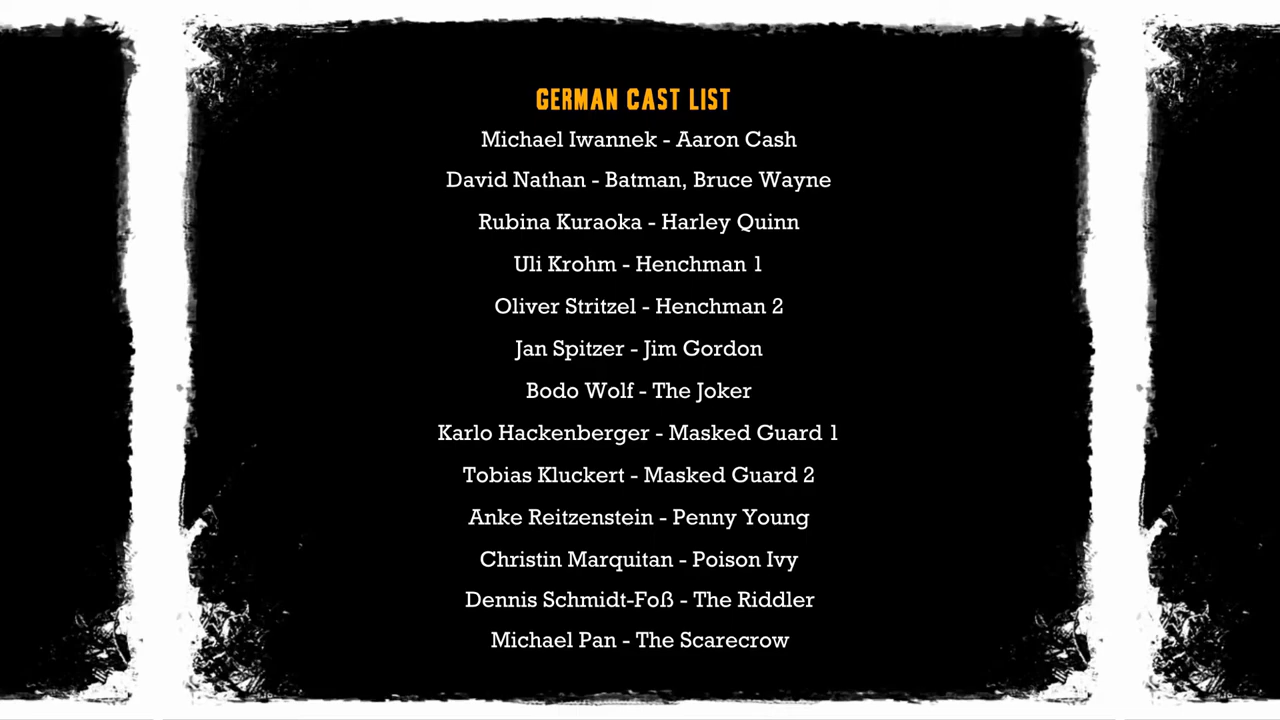 GERMAN CAST LIST
Michael Iwannek - Aaron Cash
David Nathan - Batman, Bruce Wayne
Rubina Kuraoka - Harley Quinn
Uli Krohm - Henchman 1
Oliver Stritzel - Henchman 2
Jan Spitzer - Jim Gordon
Bodo Wolf - The Joker
Karlo Hackenberger - Masked Guard 1
Tobias Kluckert - Masked Guard 2
Anke Reitzenstein - Penny Young
Christin Marquitan - Poison Ivy
Dennis Schmidt-Foß - The Riddler
Michael Pan - The Scarecrow